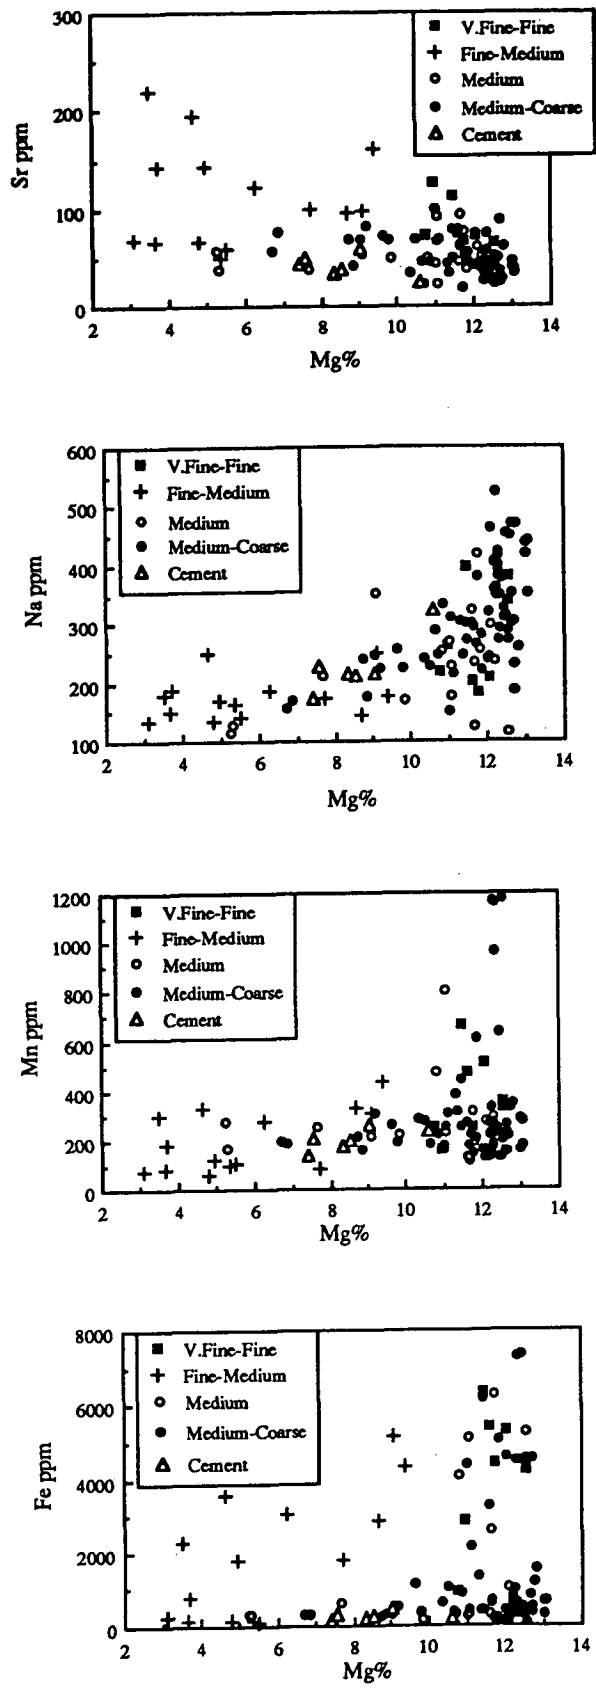 300
200
100
0
Sr ppm
V.Fine-Fine
Fine-Medium
Medium
Medium-Coarse
Cement
2 4 6 8 10 12 14
Mg%
600
500
400
300
200
100
Na ppm
V.Fine-Fine
Fine-Medium
Medium
Medium-Coarse
Cement
2 4 6 8 10 12 14
Mg%
1200
1000
800
600
400
200
0
Mn ppm
V.Fine-Fine
Fine-Medium
Medium
Medium-Coarse
Cement
2 4 6 8 10 12 14
Mg%
8000
6000
4000
2000
0
Fe ppm
V.Fine-Fine
Fine-Medium
Medium
Medium-Coarse
Cement
2 4 6 8 10 12 14
Mg%